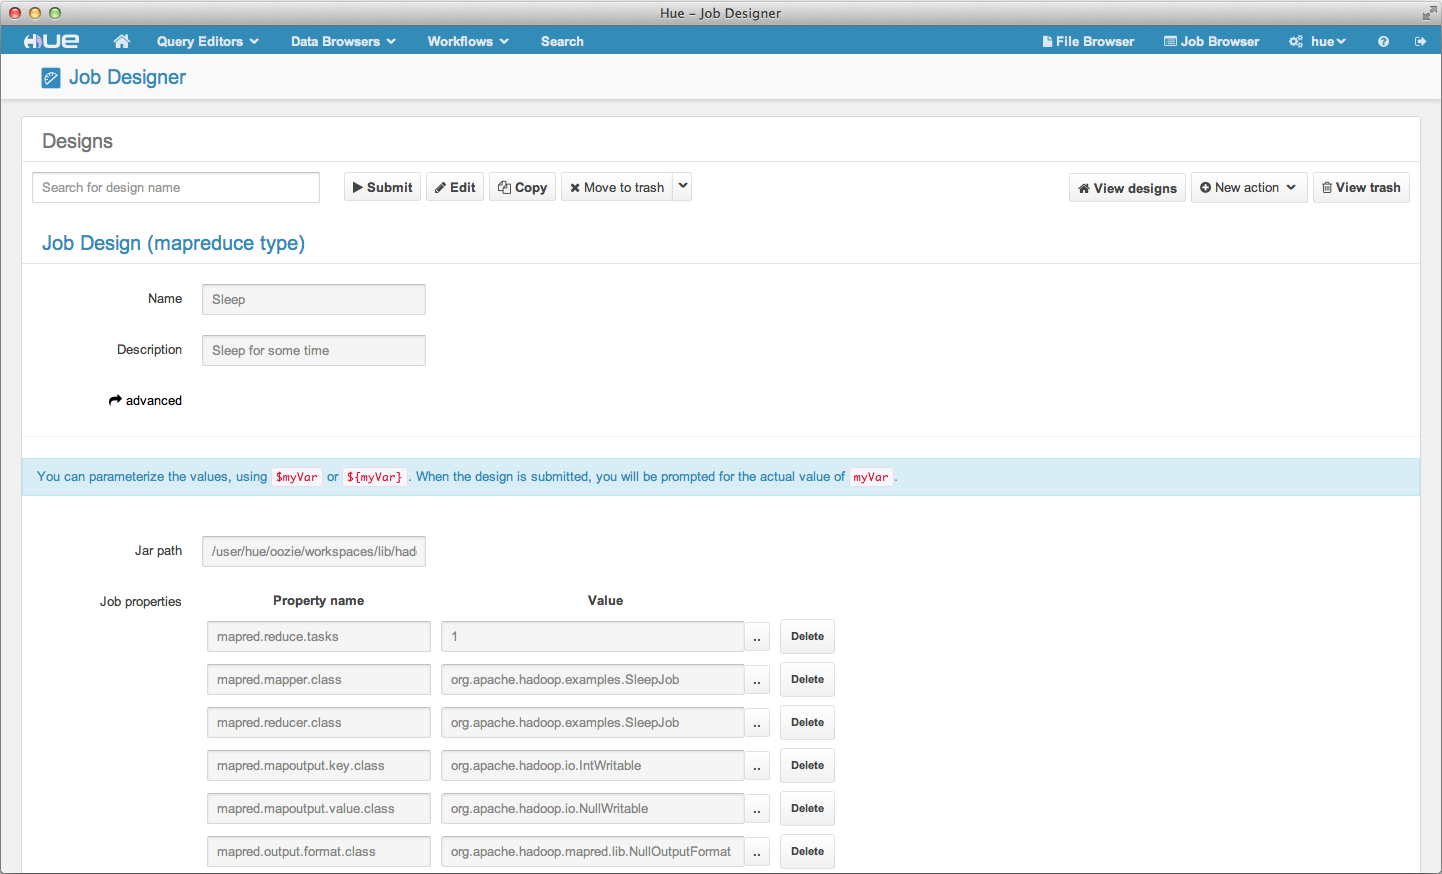 Hue – Job Designer
HUE Query Editors Data Browsers Workflows Search File Browser Job Browser hue
Job Designer
Designs
Search for design name Submit Edit Copy Move to trash View designs New action View trash
Job Design (mapreduce type)
Name Sleep
Description Sleep for some time
advanced
You can parameterize the values, using $myVar or ${myVar} . When the design is submitted, you will be prompted for the actual value of myVar .
Jar path /user/hue/oozie/workspaces/lib/had
Job properties Property name Value
mapred.reduce.tasks 1 .. Delete
mapred.mapper.class org.apache.hadoop.examples.SleepJob .. Delete
mapred.reducer.class org.apache.hadoop.examples.SleepJob .. Delete
mapred.mapoutput.key.class org.apache.hadoop.io.IntWritable .. Delete
mapred.mapoutput.value.class org.apache.hadoop.io.NullWritable .. Delete
mapred.output.format.class org.apache.hadoop.mapred.lib.NullOutputFormat .. Delete